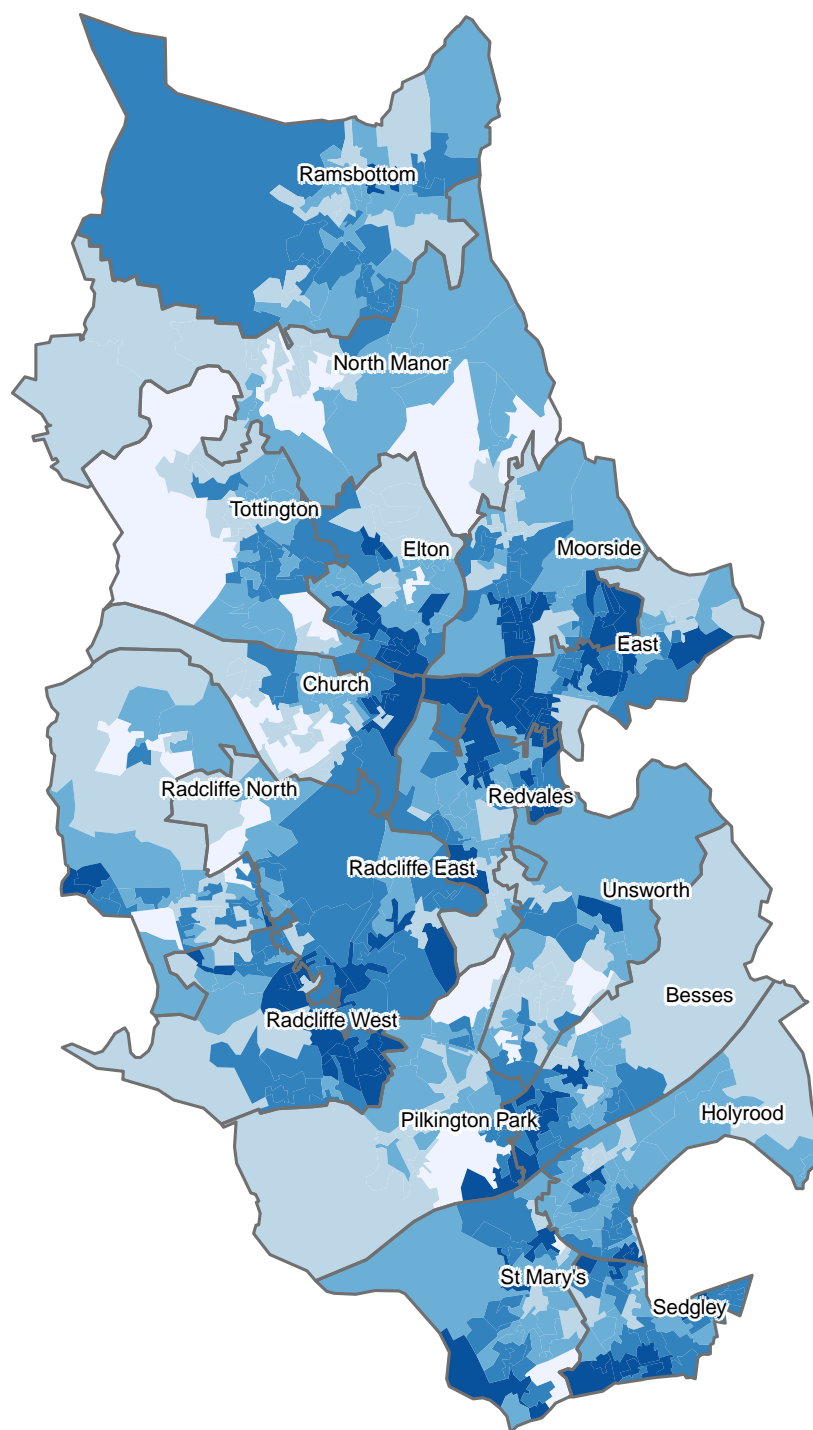 Ramsbottom
North Manor
Tottington
Elton
Moorside
East
Church
Radcliffe North
Redvales
Radcliffe East
Unsworth
Besses
Radcliffe West
Pilkington Park
Holyrood
St Mary's
Sedgley